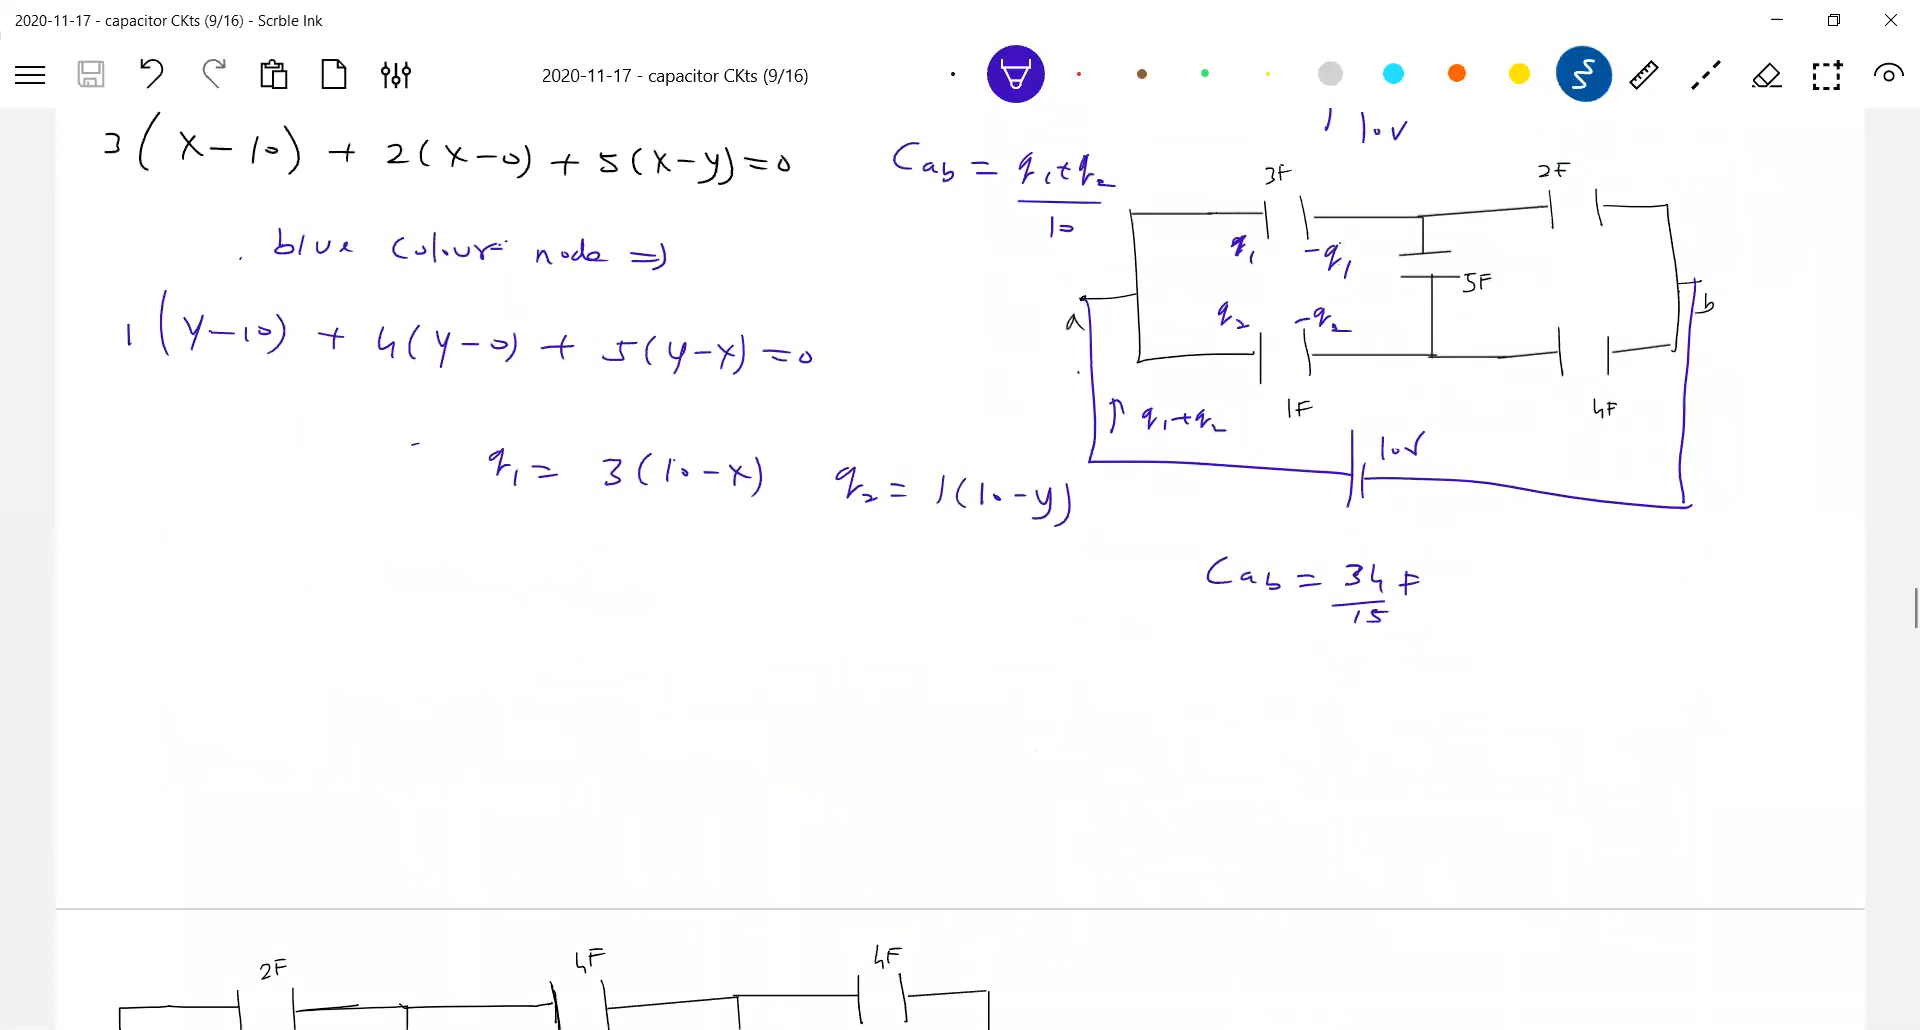 2020-11-17 - capacitor CKts (9/16) - Scrble Ink
2020-11-17 - capacitor CKts (9/16)
3(x-10) + 2(x-0) + 5(x-y)=0
blue colour node ⇒
1(y-10) + 4(y-0) + 5(y-x)=0
q₁ = 3(10-x) q₂ = 1(10-y)
Cab = q₁+q₂
10
10V
3F
2F
q₁ -q₁
5F
q₂ -q₂
a
b
1F
4F
↑ q₁+q₂
10V
Cab = 34 F
15
2F
4F
4F